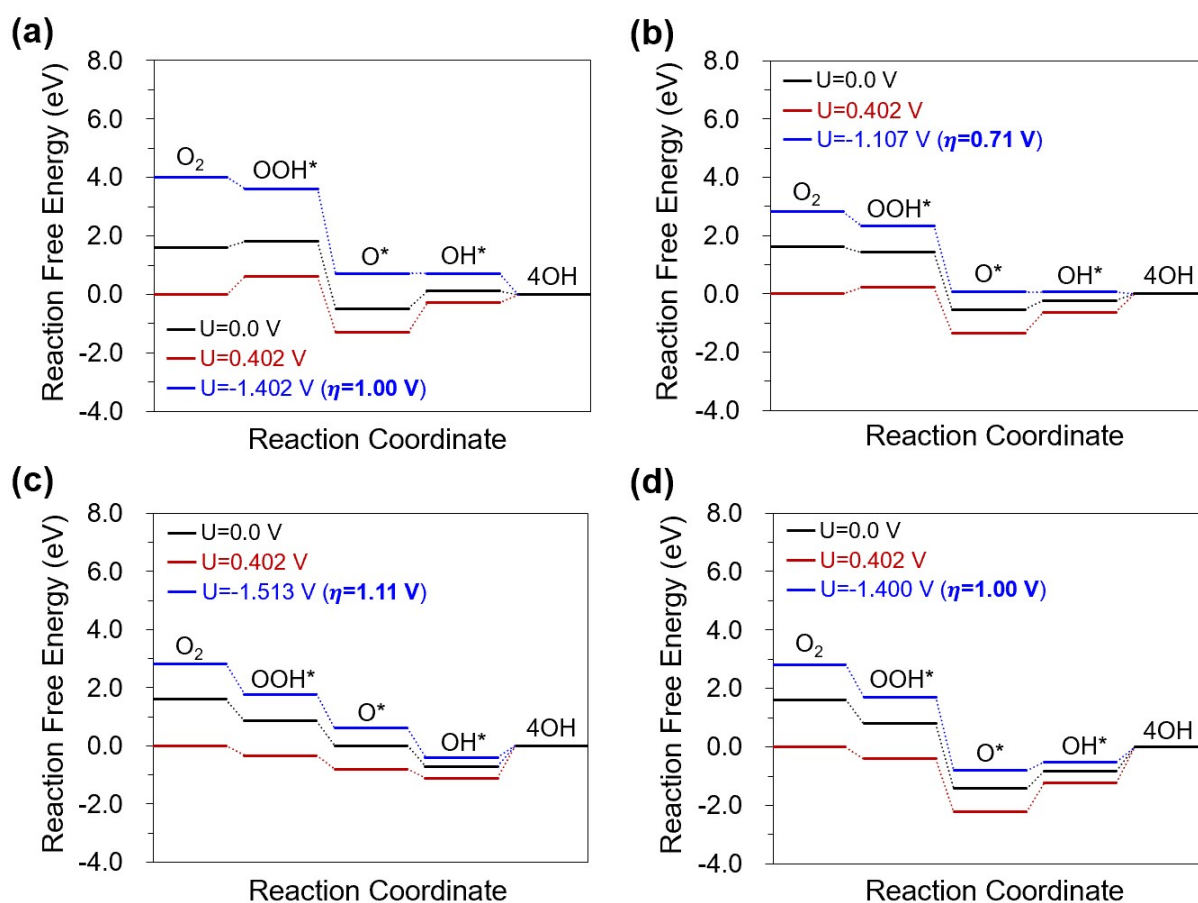 (a)
Reaction Free Energy (eV)
8.0
6.0
4.0
2.0
0.0
-2.0
-4.0
O₂
OOH*
O*
OH*
4OH
U=0.0 V
U=0.402 V
U=-1.402 V (η=1.00 V)
Reaction Coordinate
(b)
Reaction Free Energy (eV)
8.0
6.0
4.0
2.0
0.0
-2.0
-4.0
U=0.0 V
U=0.402 V
U=-1.107 V (η=0.71 V)
O₂
OOH*
O*
OH*
4OH
Reaction Coordinate
(c)
Reaction Free Energy (eV)
8.0
6.0
4.0
2.0
0.0
-2.0
-4.0
U=0.0 V
U=0.402 V
U=-1.513 V (η=1.11 V)
O₂
OOH*
O*
OH*
4OH
Reaction Coordinate
(d)
Reaction Free Energy (eV)
8.0
6.0
4.0
2.0
0.0
-2.0
-4.0
U=0.0 V
U=0.402 V
U=-1.400 V (η=1.00 V)
O₂
OOH*
O*
OH*
4OH
Reaction Coordinate